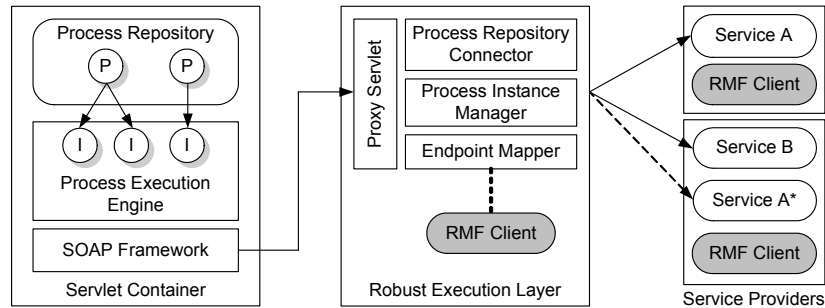 Process Repository
P
P
I
I
I
Process Execution
Engine
SOAP Framework
Servlet Container
Proxy Servlet
Process Repository
Connector
Process Instance
Manager
Endpoint Mapper
RMF Client
Robust Execution Layer
Service A
RMF Client
Service B
Service A*
RMF Client
Service Providers